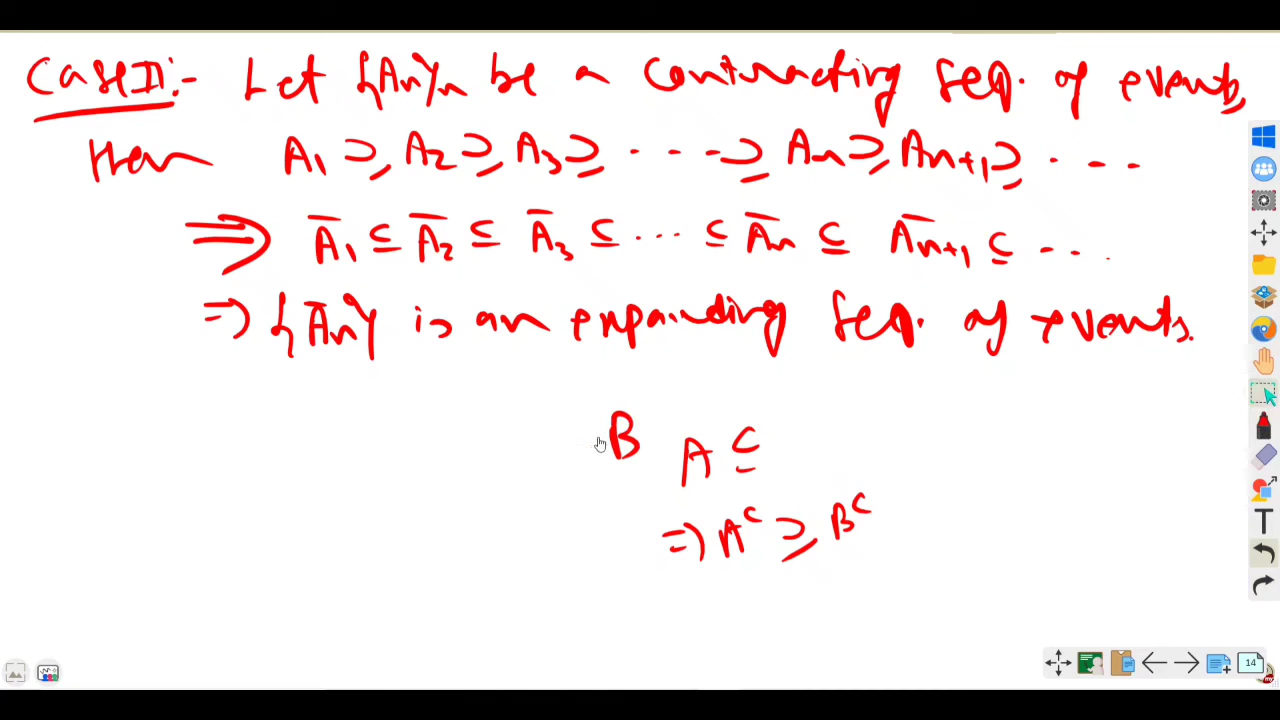 Case II:- Let {An}n be a contracting seq. of events,
then A1 ⊇ A2 ⊇ A3 ⊇ ---- ⊇ An ⊇ An+1 ⊇ ---
⇒ Ā1 ⊆ Ā2 ⊆ Ā3 ⊆ ... ⊆ Ān ⊆ Ān+1 ⊆ ---
⇒ {Ān} is an expanding seq. of events.
B A ⊆
⇒ A^c ⊇ B^c
14